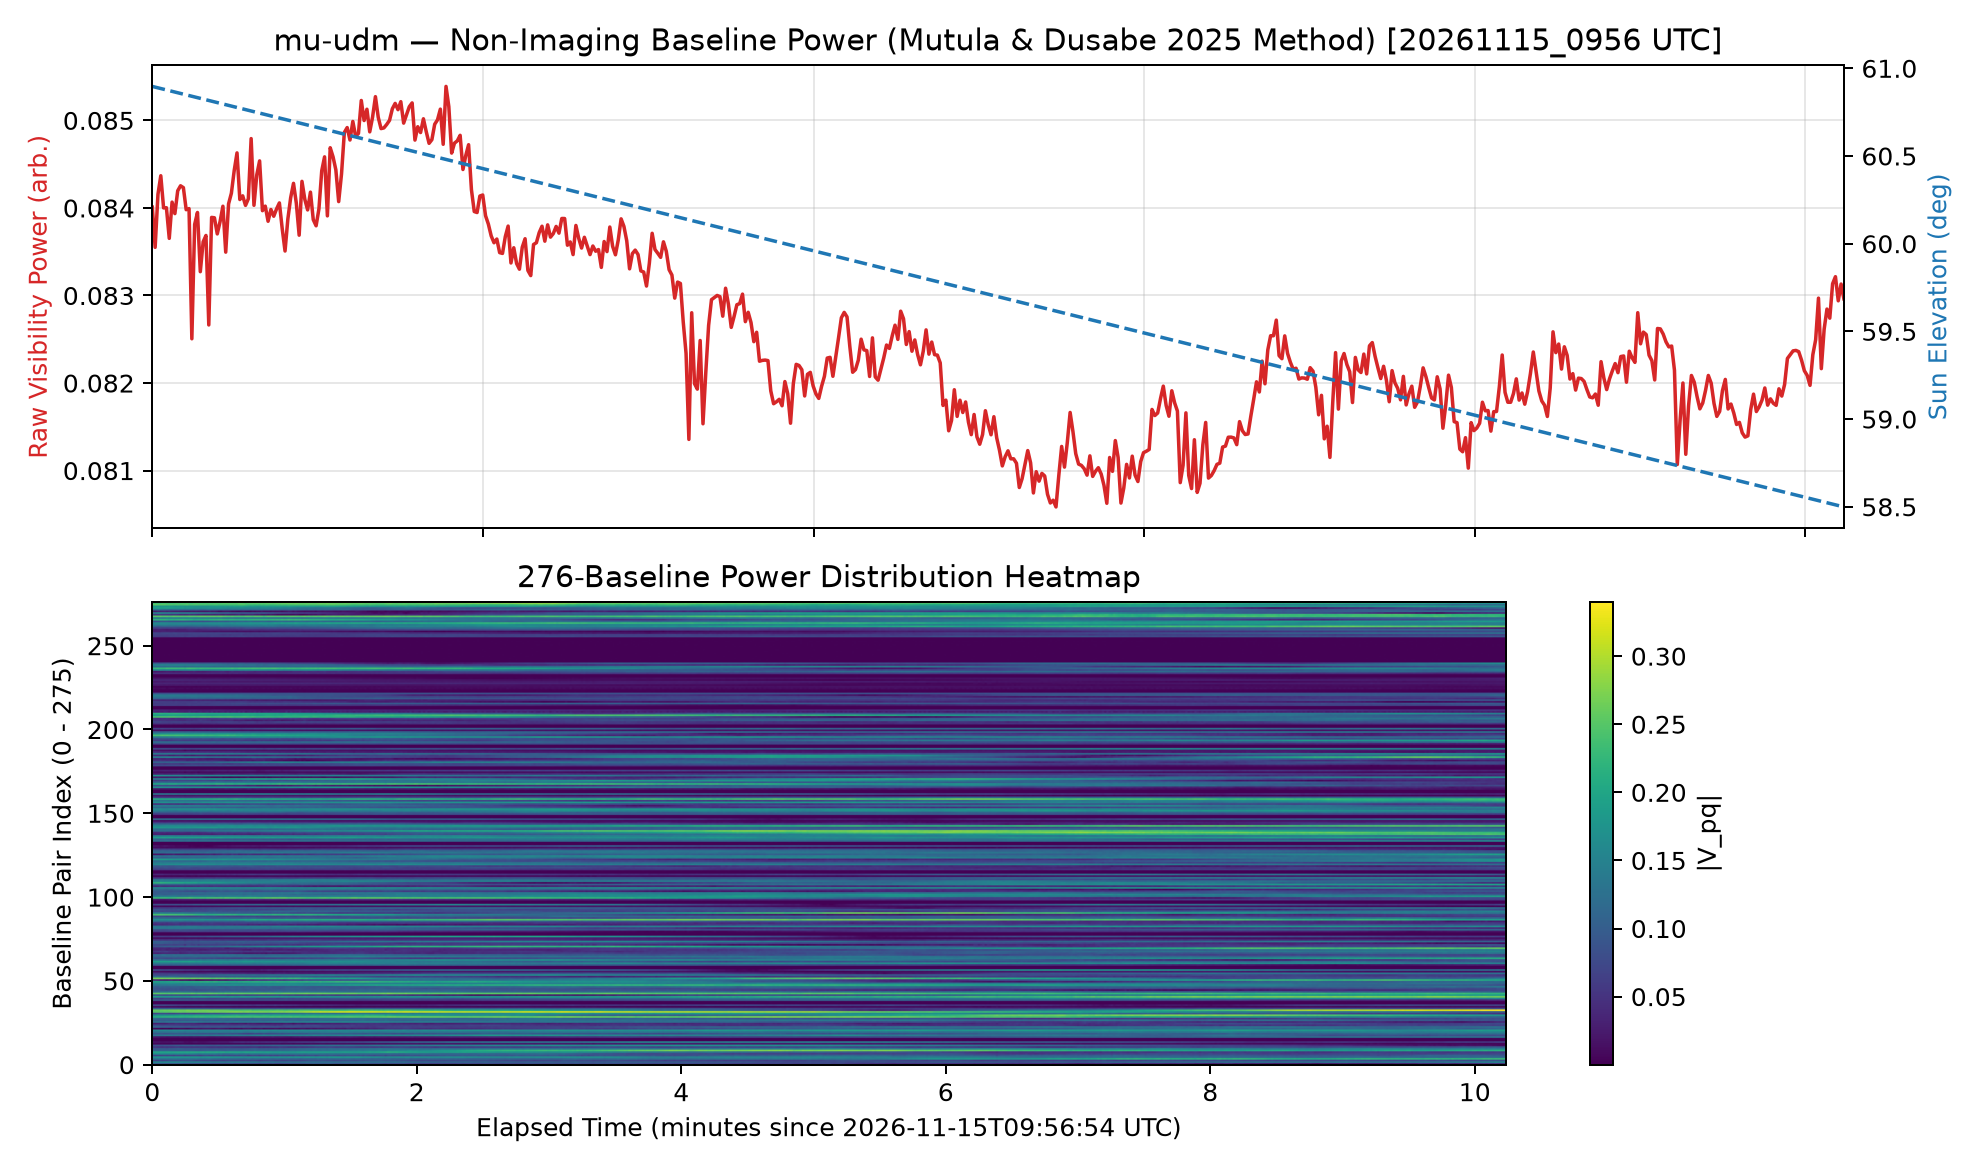 mu-udm — Non-Imaging Baseline Power (Mutula & Dusabe 2025 Method) [20261115_0956 UTC]
Raw Visibility Power (arb.)
0.085
0.084
0.083
0.082
0.081
61.0
60.5
60.0
59.5
59.0
58.5
Sun Elevation (deg)
276-Baseline Power Distribution Heatmap
Baseline Pair Index (0 - 275)
250
200
150
100
50
0
0 2 4 6 8 10
Elapsed Time (minutes since 2026-11-15T09:56:54 UTC)
0.30
0.25
0.20
0.15
0.10
0.05
|V_pq|